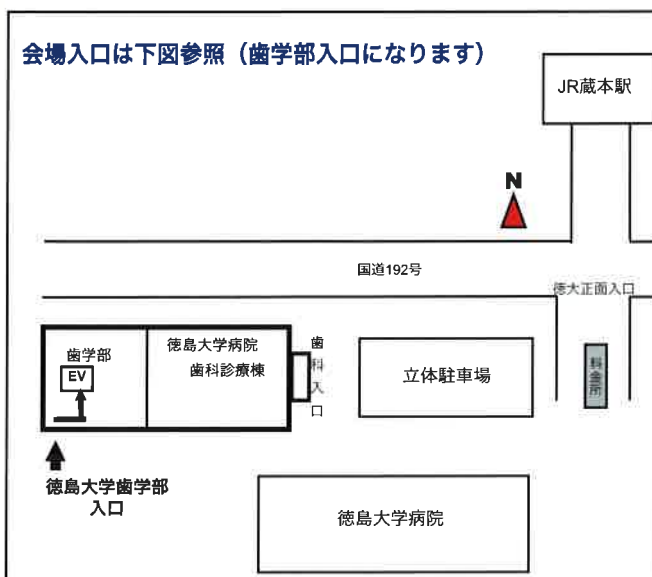 会場入口は下図参照（歯学部入口になります）
JR蔵本駅
N
国道192号
徳大正面入口
歯学部
EV
徳島大学病院
歯科診療棟
歯科入口
立体駐車場
料金所
徳島大学歯学部
入口
徳島大学病院